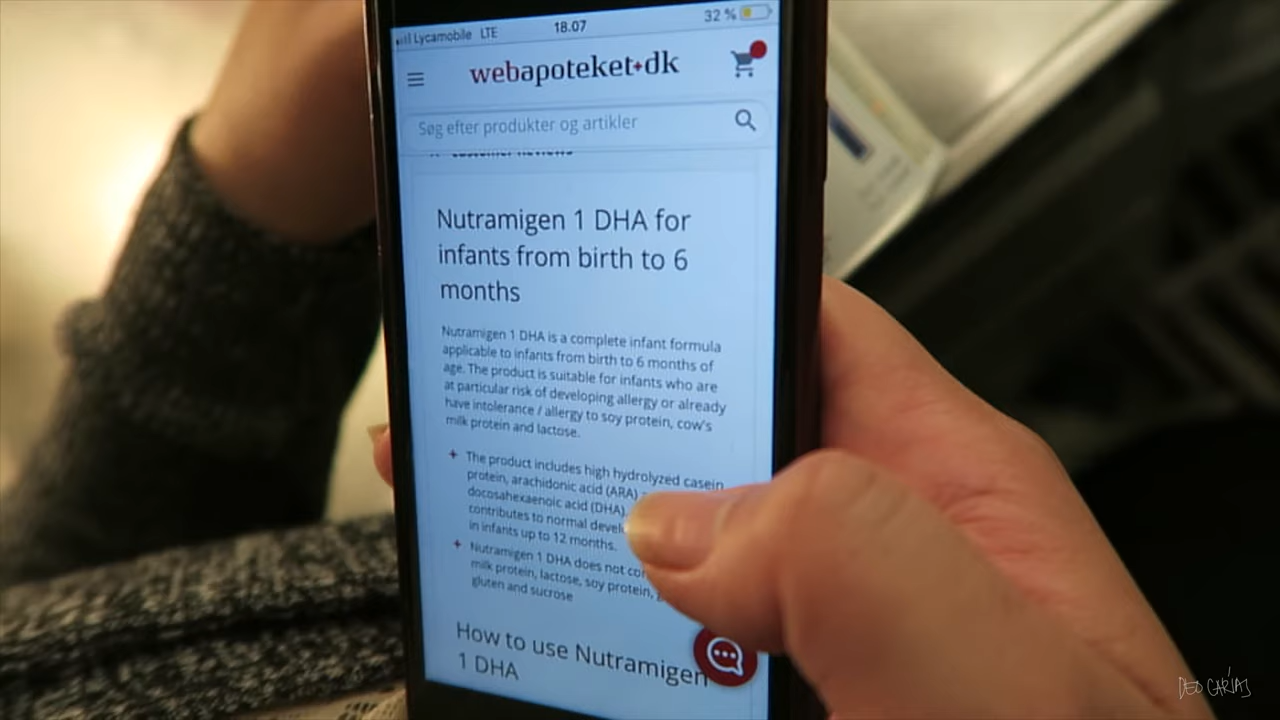 Lycamobile LTE 18.07 32 %
webapoteket dk
Søg efter produkter og artikler
Nutramigen 1 DHA for
infants from birth to 6
months
Nutramigen 1 DHA is a complete infant formula
applicable to infants from birth to 6 months of
age. The product is suitable for infants who are
at particular risk of developing allergy or already
have intolerance / allergy to soy protein, cow's
milk protein and lactose.
+ The product includes high hydrolyzed casein
protein, arachidonic acid (ARA)
docosahexaenoic acid (DHA),
contributes to normal devel
in infants up to 12 months.
+ Nutramigen 1 DHA does not con
milk protein, lactose, soy protein,
gluten and sucrose
How to use Nutramigen
1 DHA